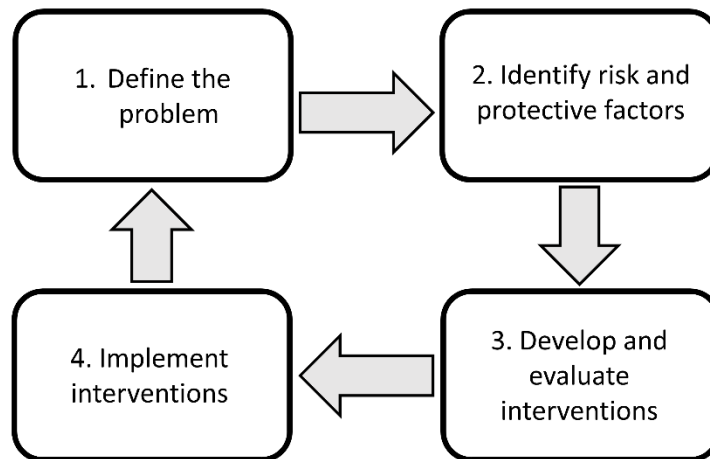 1. Define the
problem
2. Identify risk and
protective factors
3. Develop and
evaluate
interventions
4. Implement
interventions